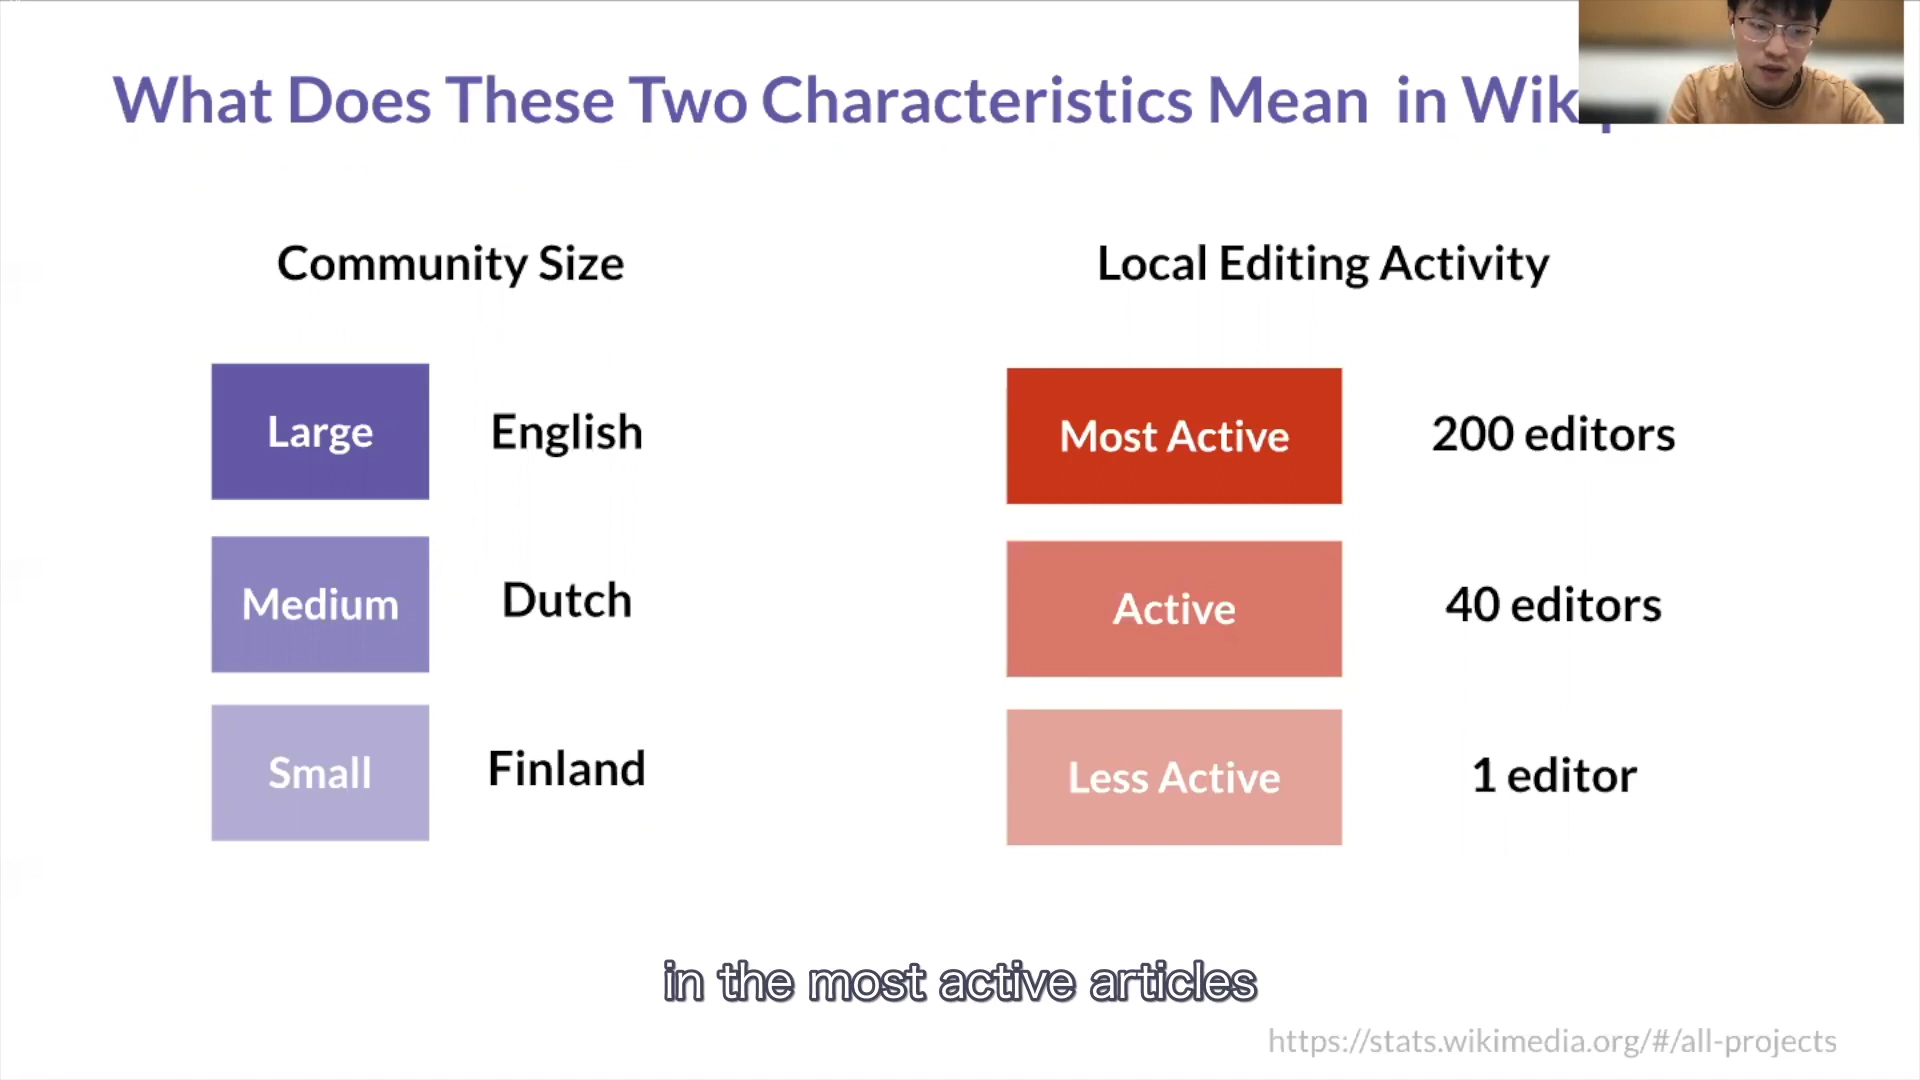 What Does These Two Characteristics Mean in Wik
Community Size
Large English
Medium Dutch
Small Finland
Local Editing Activity
Most Active 200 editors
Active 40 editors
Less Active 1 editor
in the most active articles
https://stats.wikimedia.org/#/all-projects